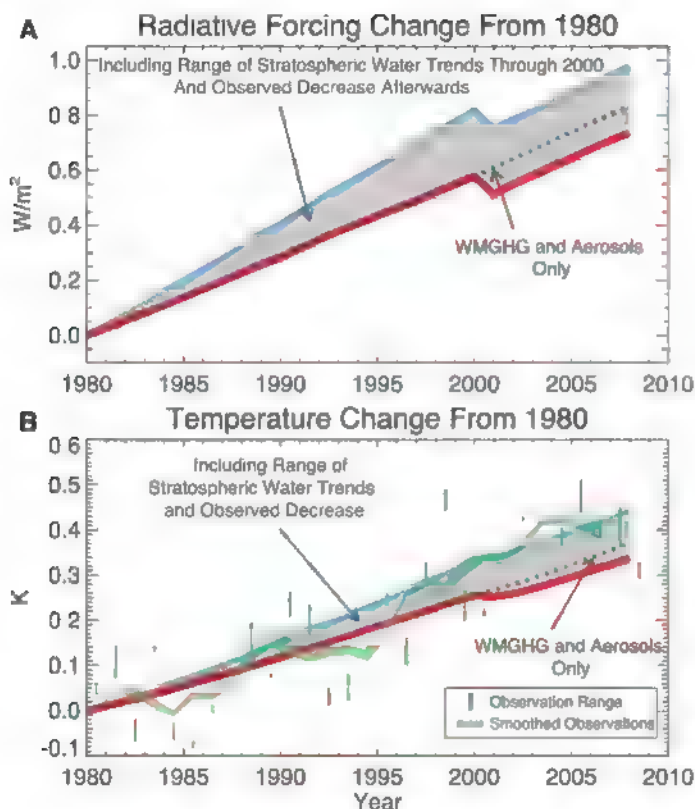 A
Radiative Forcing Change From 1980
Including Range of Stratospheric Water Trends Through 2000
And Observed Decrease Afterwards
1.0
0.8
0.6
0.4
0.2
0.0
W/m²
WMGHG and Aerosols
Only
1980 1985 1990 1995 2000 2005 2010
B
Temperature Change From 1980
Including Range of
Stratospheric Water Trends
and Observed Decrease
0.6
0.5
0.4
0.3
0.2
0.1
0.0
-0.1
K
WMGHG and Aerosols
Only
Observation Range
Smoothed Observations
1980 1985 1990 1995 2000 2005 2010
Year